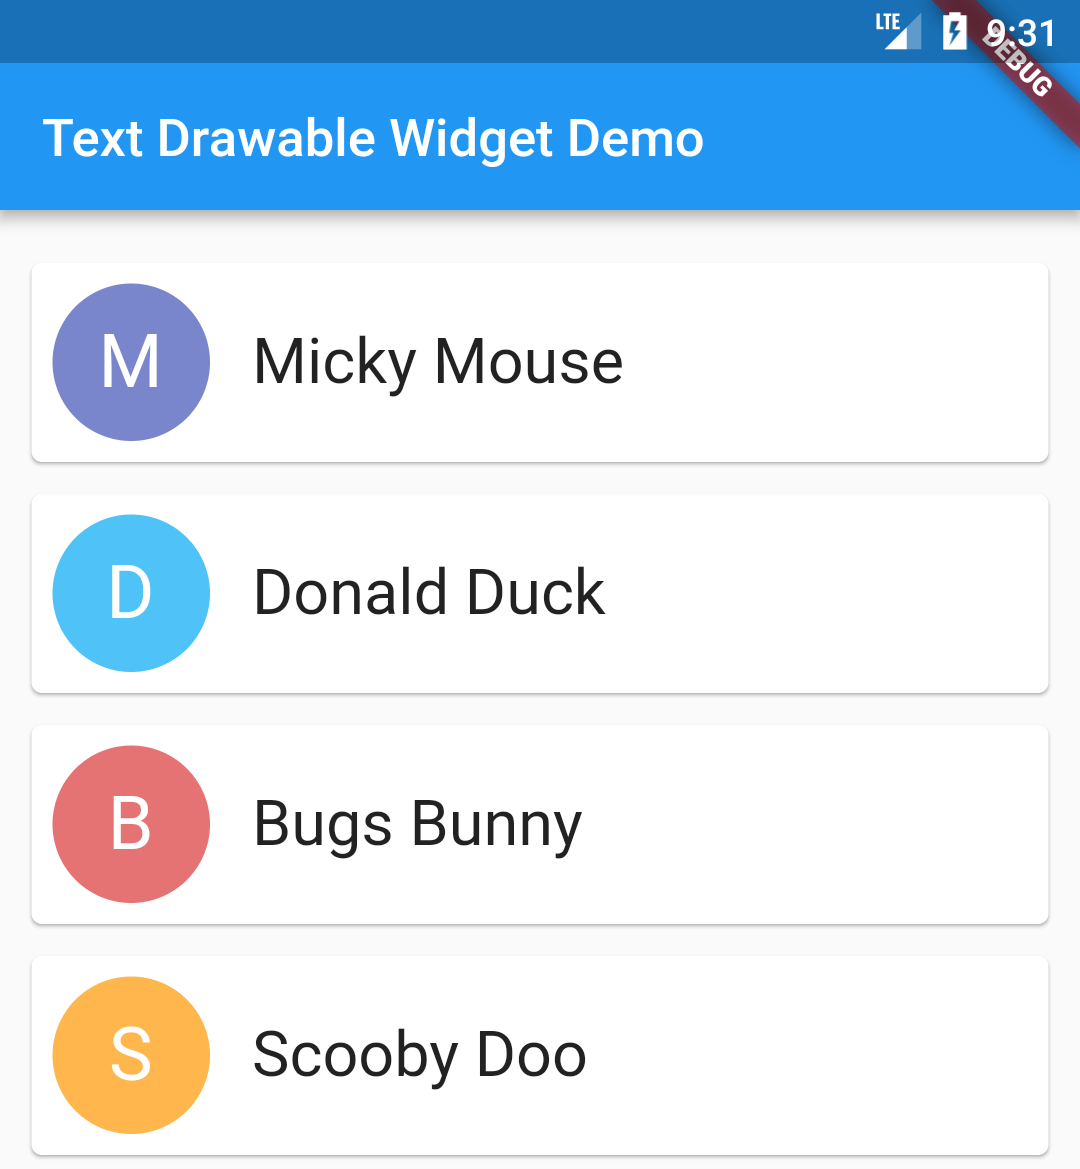 LTE 9:31
DEBUG
Text Drawable Widget Demo
M Micky Mouse
D Donald Duck
B Bugs Bunny
S Scooby Doo